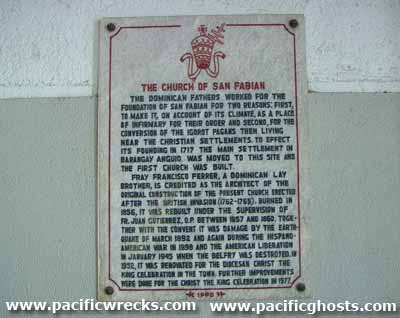 THE CHURCH OF SAN FABIAN
THE DOMINICAN FATHERS WORKED FOR THE
FOUNDATION OF SAN FABIAN FOR TWO REASONS: FIRST,
TO MAKE IT, ON ACCOUNT OF ITS CLIMATE, AS A PLACE
OF INFIRMARY FOR THEIR ORDER AND SECOND, FOR THE
CONVERSION OF THE IGOROT PAGANS THEN LIVING
NEAR THE CHRISTIAN SETTLEMENTS. TO EFFECT
ITS FOUNDING IN 1717 THE MAIN SETTLEMENT IN
BARANGAY ANGUIO. WAS MOVED TO THIS SITE AND
THE FIRST CHURCH WAS BUILT.
FRAY FRANCISCO FERRER, A DOMINICAN LAY
BROTHER, IS CREDITED AS THE ARCHITECT OF THE
ORIGINAL CONSTRUCTION OF THE PRESENT CHURCH ERECTED
AFTER THE BRITISH INVASION (1762-1763). BURNED IN
1856, IT WAS REBUILT UNDER THE SUPERVISION OF
FR. JUAN GUTIERREZ, O.P. BETWEEN 1857 AND 1860. TOGE-
THER WITH THE CONVENT IT WAS DAMAGE BY THE EARTH-
QUAKE OF MARCH 1892 AND AGAIN DURING THE HISPANO-
AMERICAN WAR IN 1898 AND THE AMERICAN LIBERATION
IN JANUARY 1945 WHEN THE BELFRY WAS DESTROYED. IN
1952, IT WAS RENOVATED FOR THE DIOCESAN CHRIST THE
KING CELEBRATION IN THE TOWN. FURTHER IMPROVEMENTS
WERE DONE FOR THE CHRIST THE KING CELEBRATION IN 1977.
www.pacificwrecks.com www.pacificghosts.com